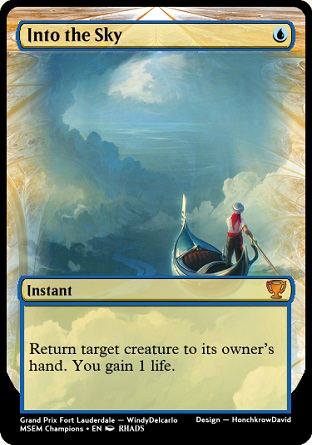 Into the Sky
Instant
Return target creature to its owner's
hand. You gain 1 life.
Grand Prix Fort Lauderdale — WindyDelcarlo
Design — HonchkrowDavid
MSEM Champions • EN RHADS